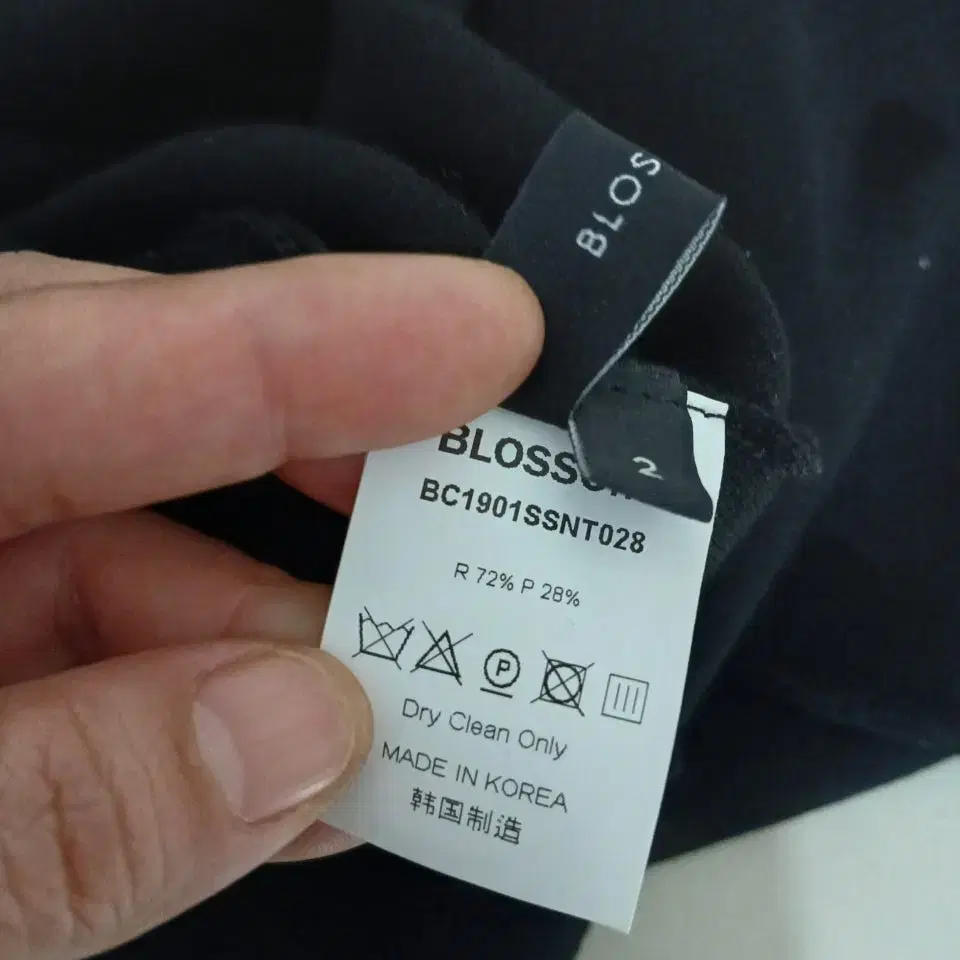 BLOS
2
BC1901SSNT028
R 72% P 28%
P
Dry Clean Only
MADE IN KOREA
韩国制造